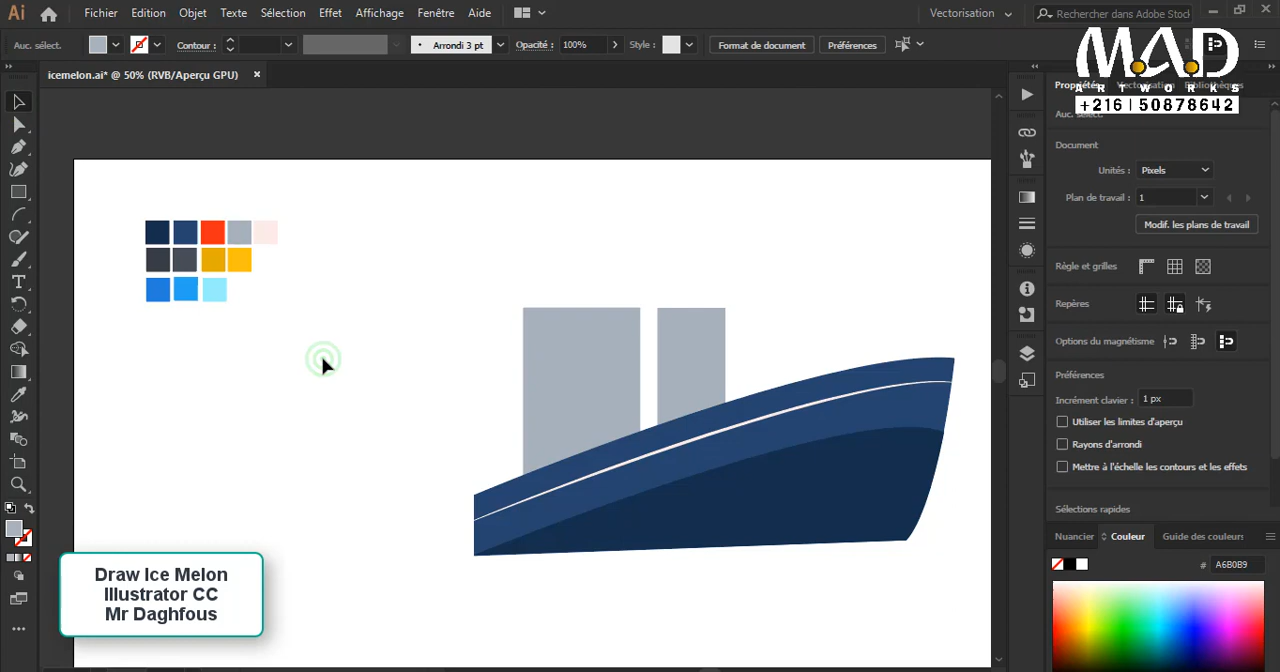 Ai
Fichier Edition Objet Texte Sélection Effet Affichage Fenêtre Aide
Vectorisation
Rechercher dans Adobe Stock
Auc. sélect.
Contour :
Arrondi 3 pt
Opacité : 100%
Style :
Format de document
Préférences
icemelon.ai* @ 50% (RVB/Aperçu GPU)
MAD
ARTWORKS
+216 | 50878642
Propriétés Vectorisation Bibliothèques
Auc. sélect.
Document
Unités : Pixels
Plan de travail : 1
Modif. les plans de travail
Règle et grilles
Repères
Options du magnétisme
Préférences
Incrément clavier : 1 px
Utiliser les limites d'aperçu
Rayons d'arrondi
Mettre à l'échelle les contours et les effets
Sélections rapides
Nuancier Couleur Guide des couleurs
# A6B0B9
Draw Ice Melon
Illustrator CC
Mr Daghfous